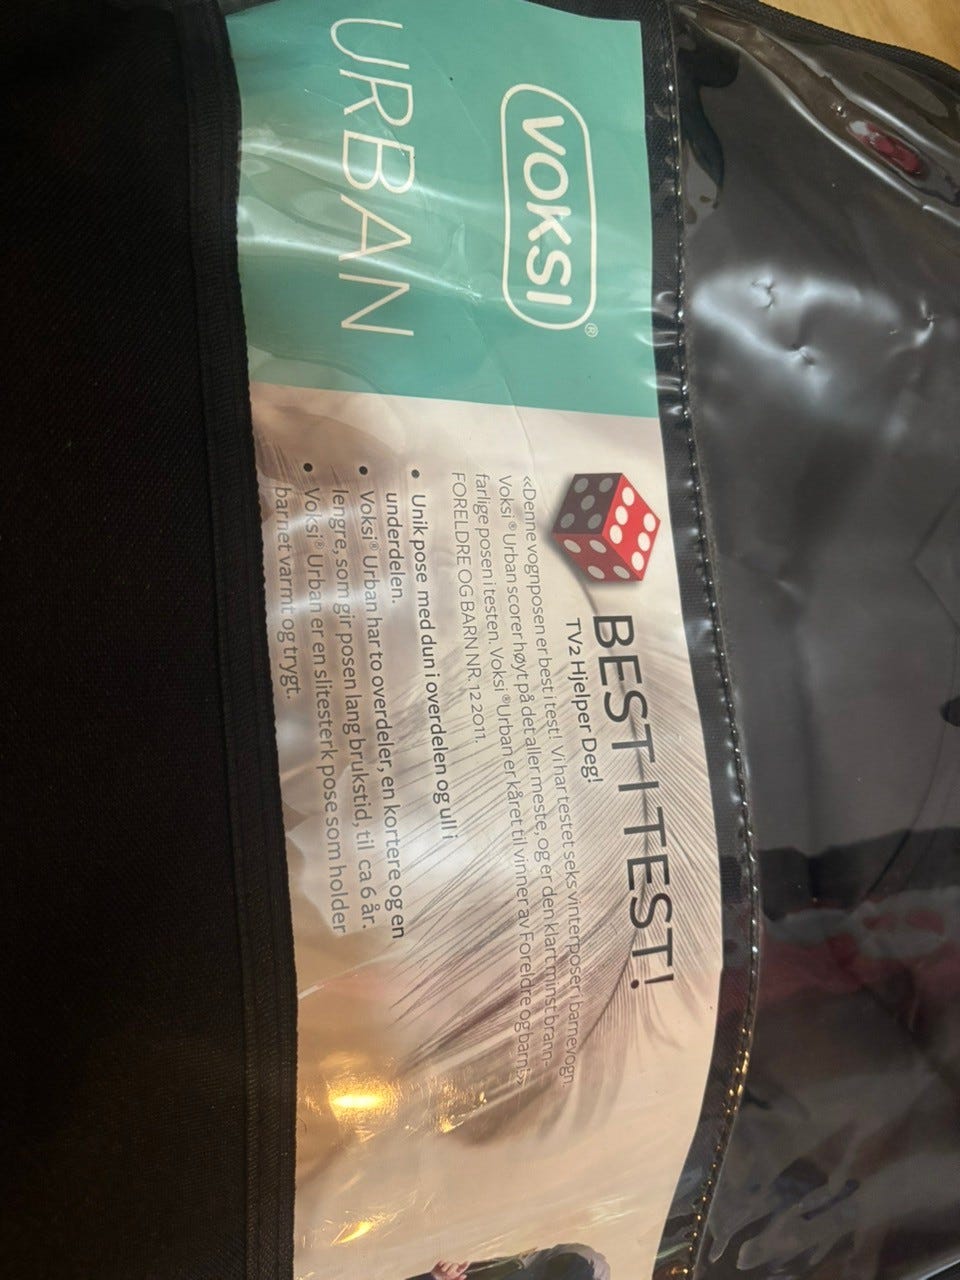 VOKSI®
URBAN
BEST I TEST!
TV2 Hjelper Deg!
«Denne vognposen er best i test! Vi har testet seks vinterposer i barnevogn.
Voksi® Urban scorer høyt på det aller meste, og er den klart minst brann-
farlige posen i testen. Voksi® Urban er kåret til vinner av Foreldre og barn!»
FORELDRE OG BARN NR. 12 2011.
• Unik pose med dun i overdelen og ull i
underdelen.
• Voksi® Urban har to overdeler, en kortere og en
lengre, som gir posen lang brukstid, til ca 6 år.
• Voksi® Urban er en slitesterk pose som holder
barnet varmt og trygt.